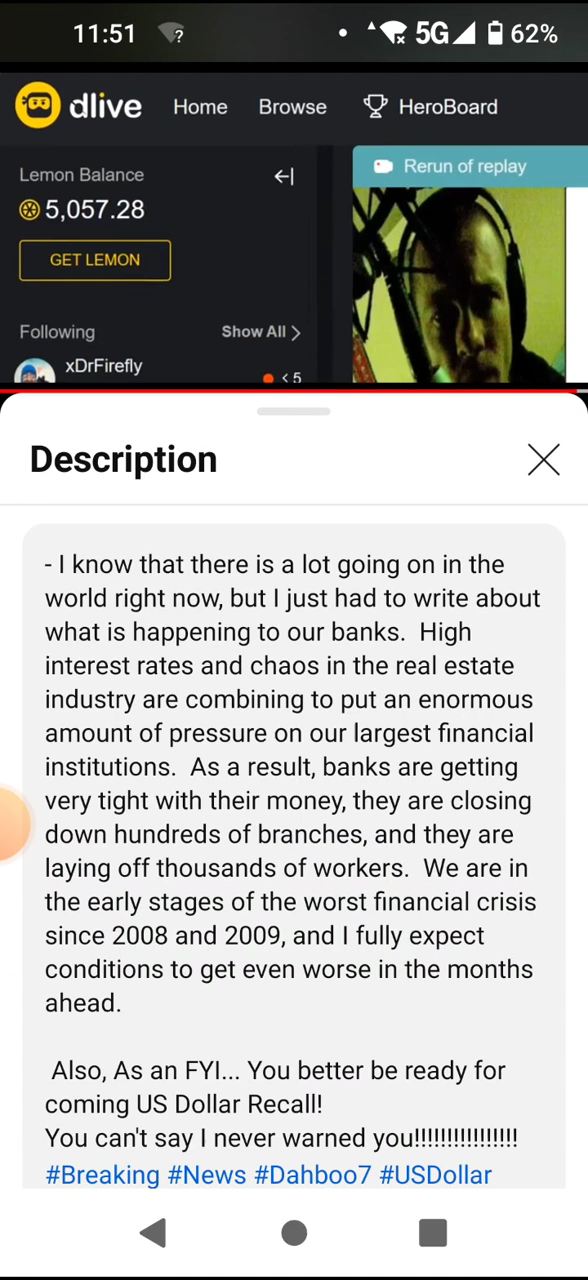 11:51
?
5G
62%
dlive
Home
Browse
HeroBoard
Lemon Balance
5,057.28
GET LEMON
Following
Show All
xDrFirefly
< 5
Rerun of replay
Description
- I know that there is a lot going on in the
world right now, but I just had to write about
what is happening to our banks.  High
interest rates and chaos in the real estate
industry are combining to put an enormous
amount of pressure on our largest financial
institutions.  As a result, banks are getting
very tight with their money, they are closing
down hundreds of branches, and they are
laying off thousands of workers.  We are in
the early stages of the worst financial crisis
since 2008 and 2009, and I fully expect
conditions to get even worse in the months
ahead.
Also, As an FYI... You better be ready for
coming US Dollar Recall!
You can't say I never warned you!!!!!!!!!!!!!!!!
#Breaking #News #Dahboo7 #USDollar